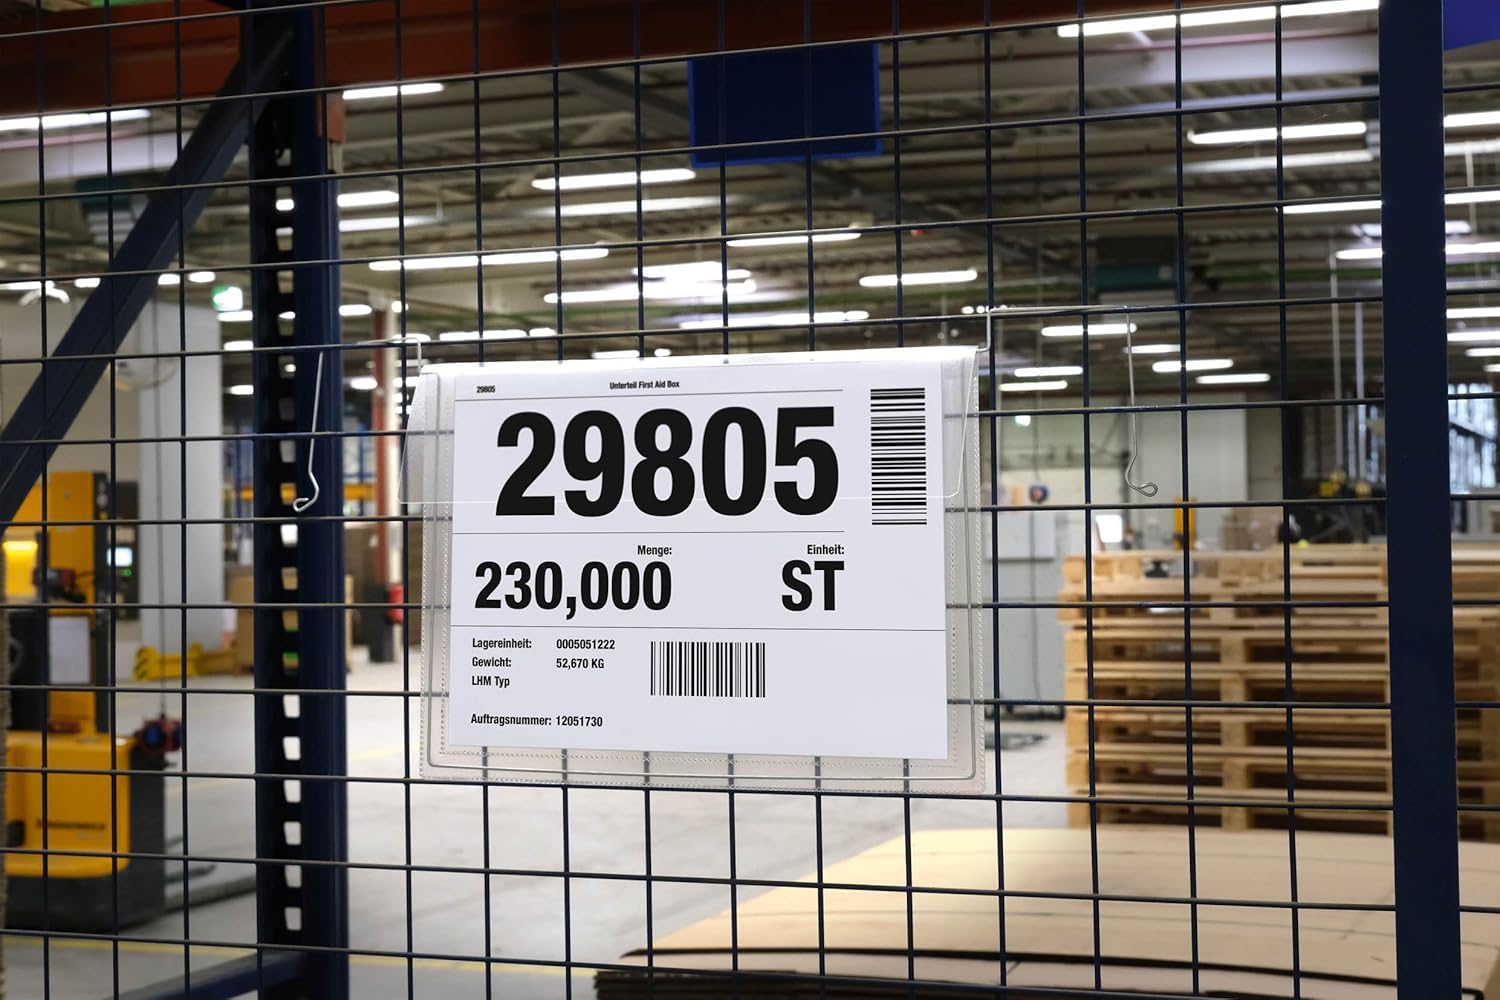 29805 Unterteil First Aid Box
29805
Menge: Einheit:
230,000 ST
Lagereinheit: 0005051222
Gewicht: 52,670 KG
LHM Typ
Auftragsnummer: 12051730